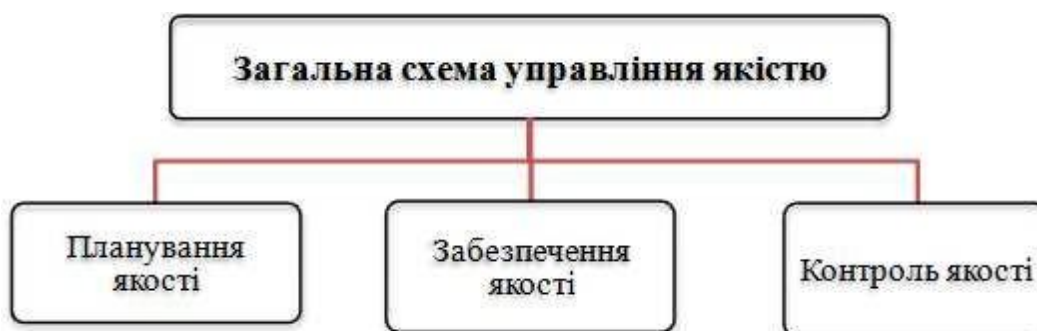 Загальна схема управління якістю
Планування
якості
Забезпечення
якості
Контроль якості